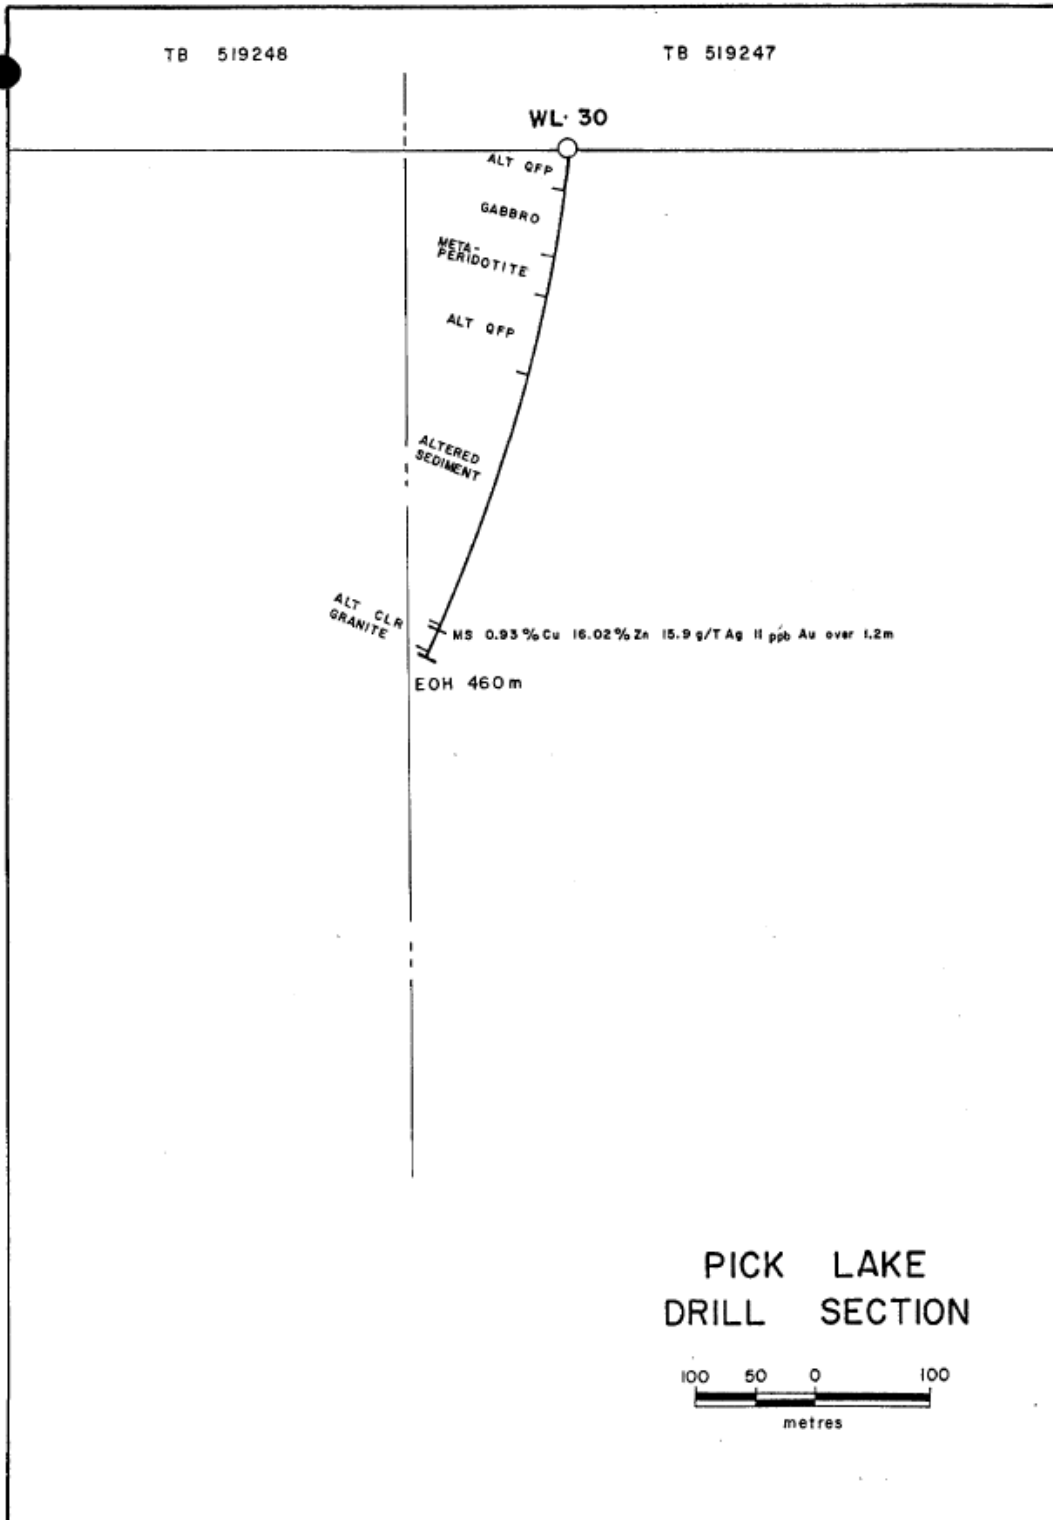 TB 519248
TB 519247
WL· 30
ALT QFP
GABBRO
META-
PERIDOTITE
ALT QFP
ALTERED
SEDIMENT
ALT CLR
GRANITE
MS 0.93 % Cu 16.02 % Zn 15.9 g/T Ag 11 ppb Au over 1.2m
EOH 460 m
PICK LAKE
DRILL SECTION
100 50 0 100
metres